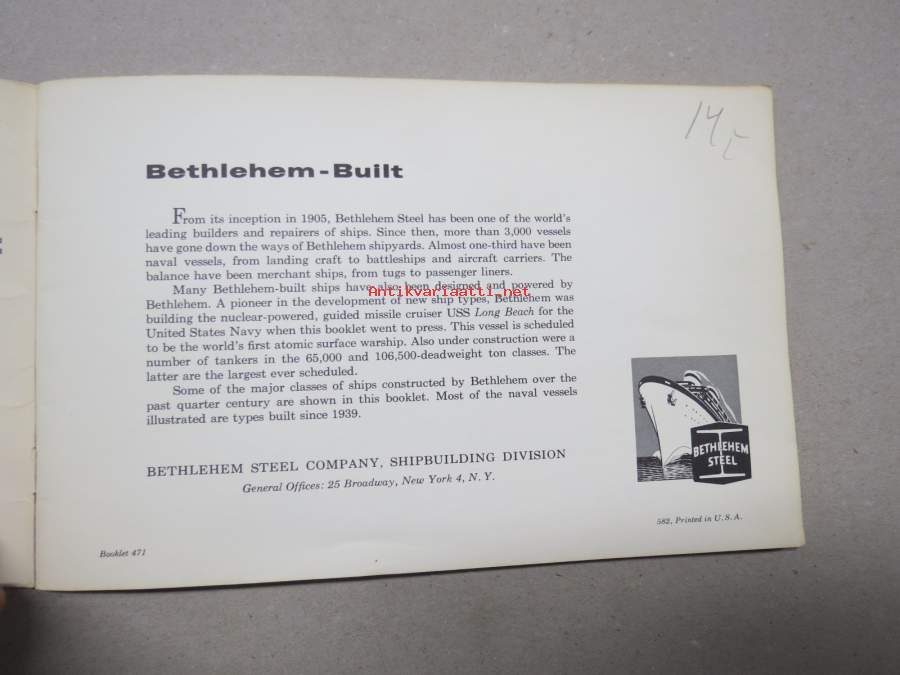 14,-
Bethlehem-Built
From its inception in 1905, Bethlehem Steel has been one of the world's
leading builders and repairers of ships. Since then, more than 3,000 vessels
have gone down the ways of Bethlehem shipyards. Almost one-third have been
naval vessels, from landing craft to battleships and aircraft carriers. The
balance have been merchant ships, from tugs to passenger liners.
Many Bethlehem-built ships have also been designed and powered by
Antikvariaatti.net
Bethlehem. A pioneer in the development of new ship types, Bethlehem was
building the nuclear-powered, guided missile cruiser USS Long Beach for the
United States Navy when this booklet went to press. This vessel is scheduled
to be the world's first atomic surface warship. Also under construction were a
number of tankers in the 65,000 and 106,500-deadweight ton classes. The
latter are the largest ever scheduled.
Some of the major classes of ships constructed by Bethlehem over the
past quarter century are shown in this booklet. Most of the naval vessels
illustrated are types built since 1939.
BETHLEHEM STEEL COMPANY, SHIPBUILDING DIVISION
General Offices: 25 Broadway, New York 4, N. Y.
BETHLEHEM
STEEL
582, Printed in U. S. A.
Booklet 471